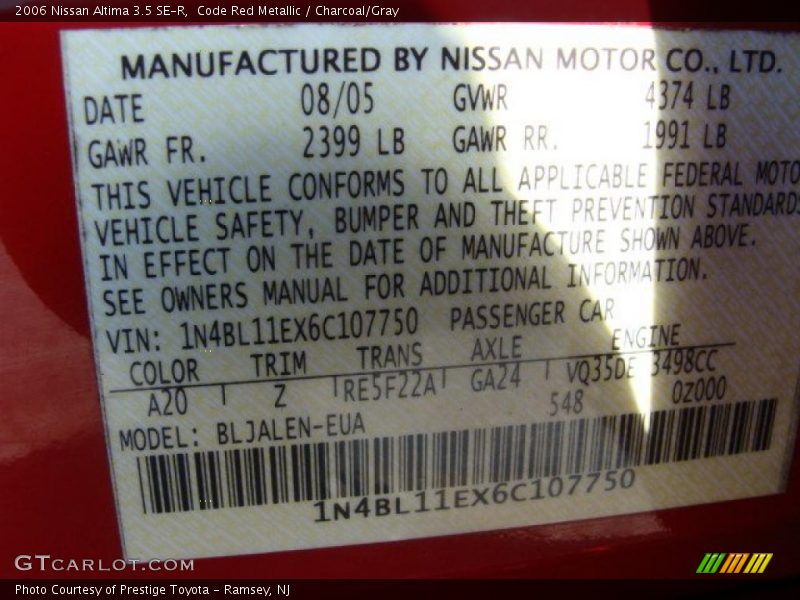 2006 Nissan Altima 3.5 SE-R,  Code Red Metallic / Charcoal/Gray
MANUFACTURED BY NISSAN MOTOR CO., LTD.
DATE 08/05 GVWR 4374 LB
GAWR FR. 2399 LB GAWR RR. 1991 LB
THIS VEHICLE CONFORMS TO ALL APPLICABLE FEDERAL MOTO
VEHICLE SAFETY, BUMPER AND THEFT PREVENTION STANDARDS
IN EFFECT ON THE DATE OF MANUFACTURE SHOWN ABOVE.
SEE OWNERS MANUAL FOR ADDITIONAL INFORMATION.
VIN: 1N4BL11EX6C107750 PASSENGER CAR
COLOR TRIM TRANS AXLE ENGINE
A20 Z RE5F22A GA24 VQ35DE 3498CC
548 0Z000
MODEL: BLJALEN-EUA
1N4BL11EX6C107750
GTCARLOT.COM
Photo Courtesy of Prestige Toyota - Ramsey, NJ